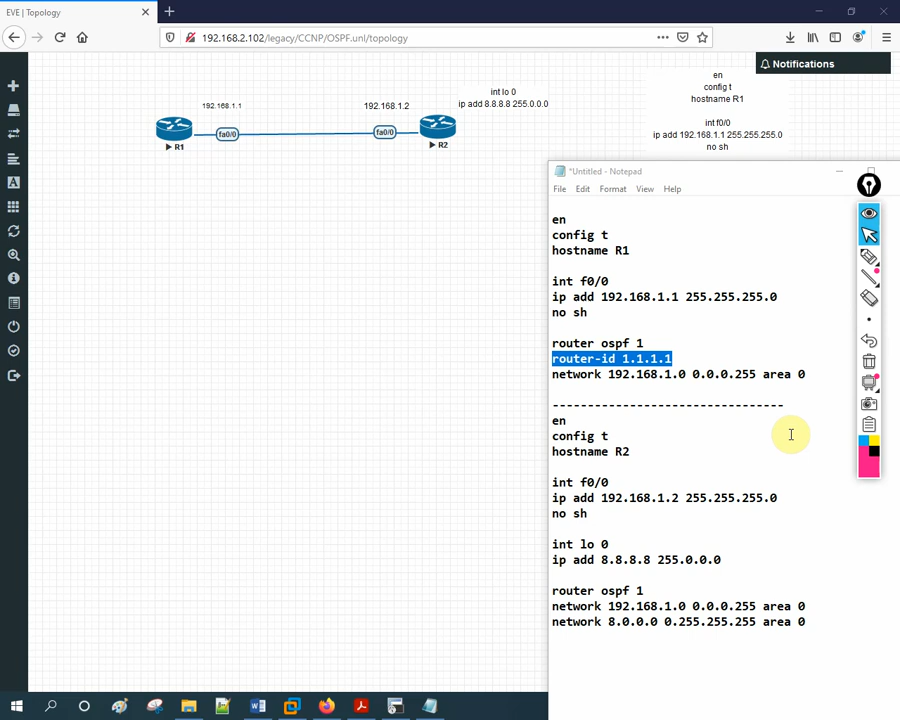 EVE | Topology
192.168.2.102/legacy/CCNP/OSPF.unl/topology
Notifications
192.168.1.1
192.168.1.2
int lo 0
ip add 8.8.8.8 255.0.0.0
fa0/0
fa0/0
R1
R2
en
config t
hostname R1
int f0/0
ip add 192.168.1.1 255.255.255.0
no sh
*Untitled - Notepad
File Edit Format View Help
en
config t
hostname R1
int f0/0
ip add 192.168.1.1 255.255.255.0
no sh
router ospf 1
router-id 1.1.1.1
network 192.168.1.0 0.0.0.255 area 0
---------------------------------
en
config t
hostname R2
int f0/0
ip add 192.168.1.2 255.255.255.0
no sh
int lo 0
ip add 8.8.8.8 255.0.0.0
router ospf 1
network 192.168.1.0 0.0.0.255 area 0
network 8.0.0.0 0.255.255.255 area 0